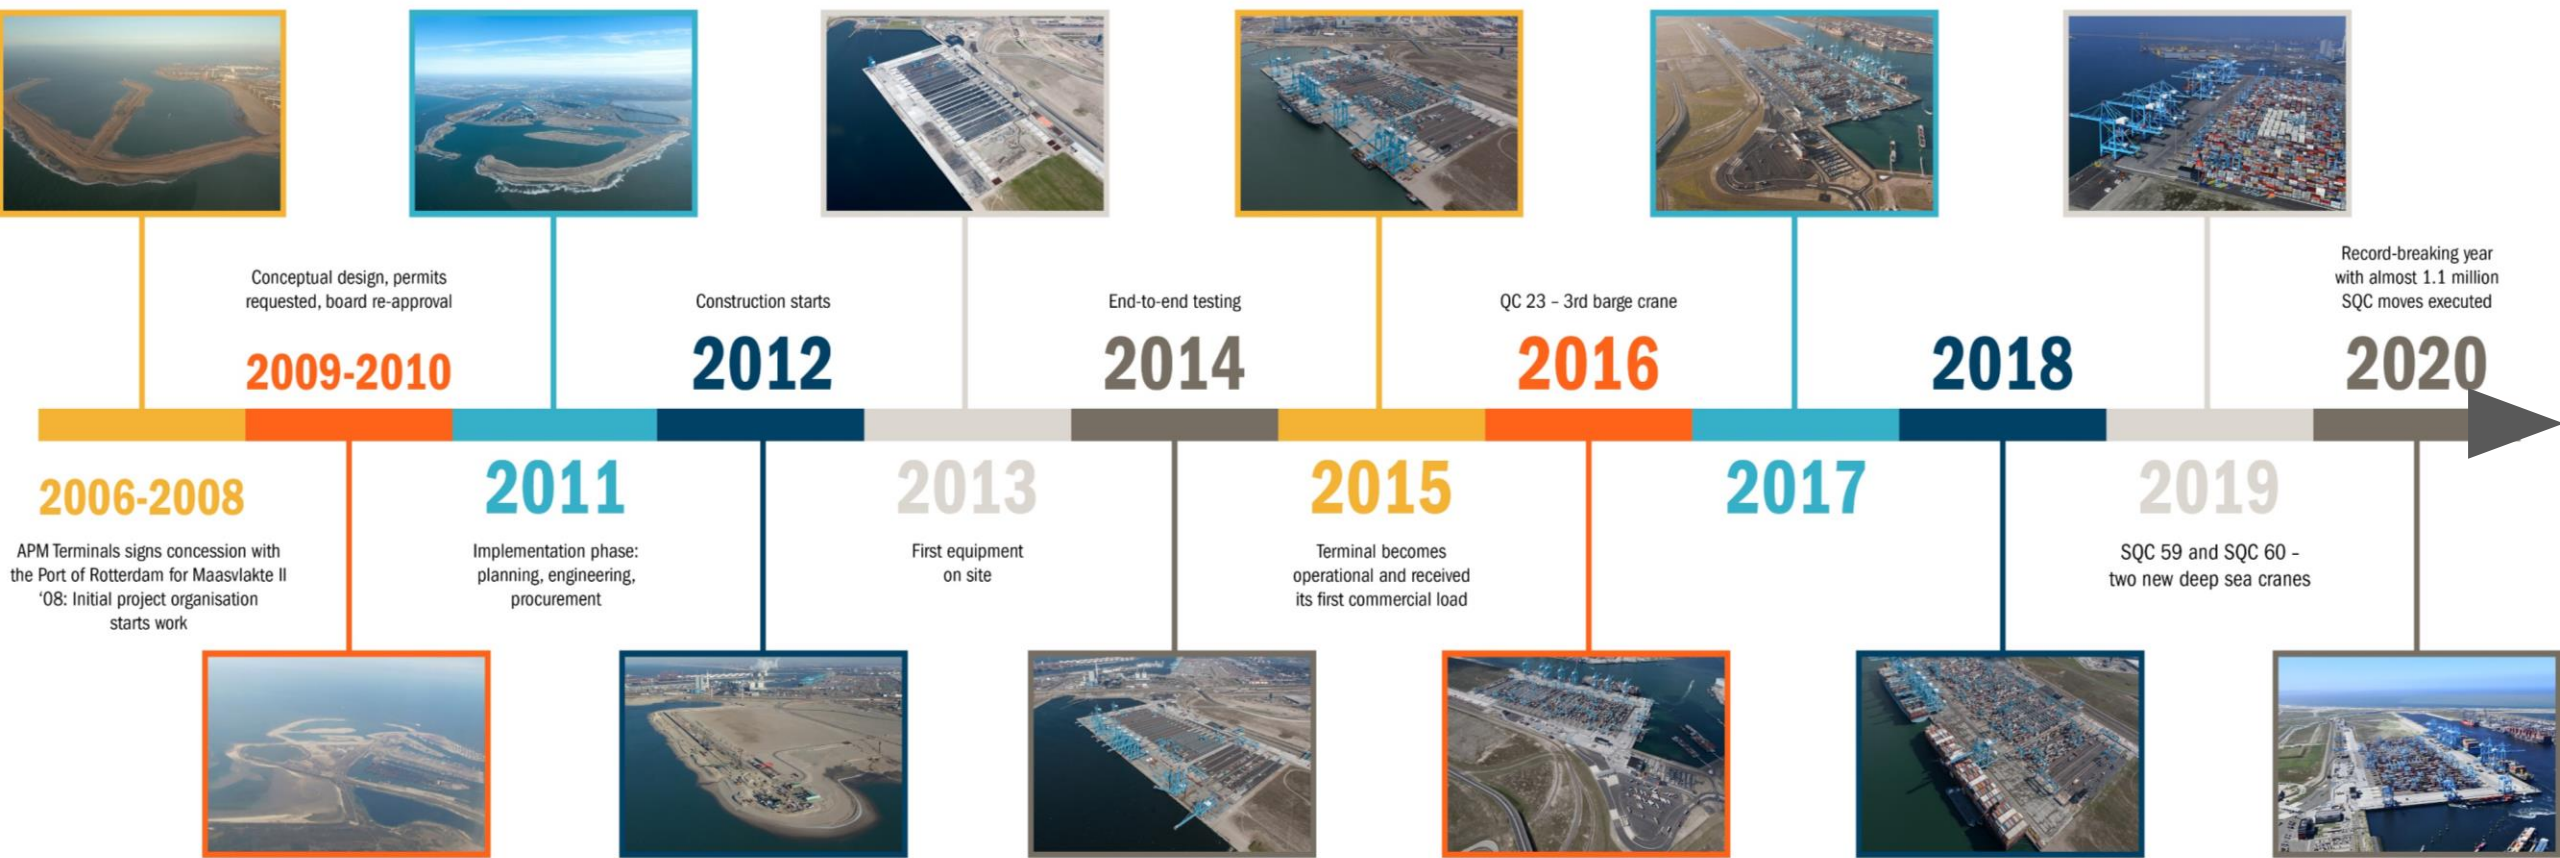 2006-2008
APM Terminals signs concession with
the Port of Rotterdam for Maasvlakte II
‘08: Initial project organisation
starts work
Conceptual design, permits
requested, board re-approval
2009-2010
2011
Implementation phase:
planning, engineering,
procurement
Construction starts
2012
2013
First equipment
on site
End-to-end testing
2014
2015
Terminal becomes
operational and received
its first commercial load
QC 23 – 3rd barge crane
2016
2017
2018
2019
SQC 59 and SQC 60 –
two new deep sea cranes
Record-breaking year
with almost 1.1 million
SQC moves executed
2020